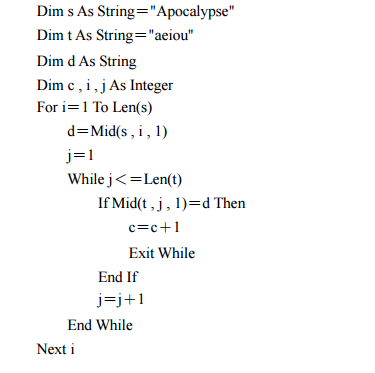 Dim s As String="Apocalypse"
Dim t As String="aeiou"
Dim d As String
Dim c , i , j As Integer
For i=1 To Len(s)
d=Mid(s , i , 1)
j=1
While j<=Len(t)
If Mid(t , j , 1)=d Then
c=c+1
Exit While
End If
j=j+1
End While
Next i